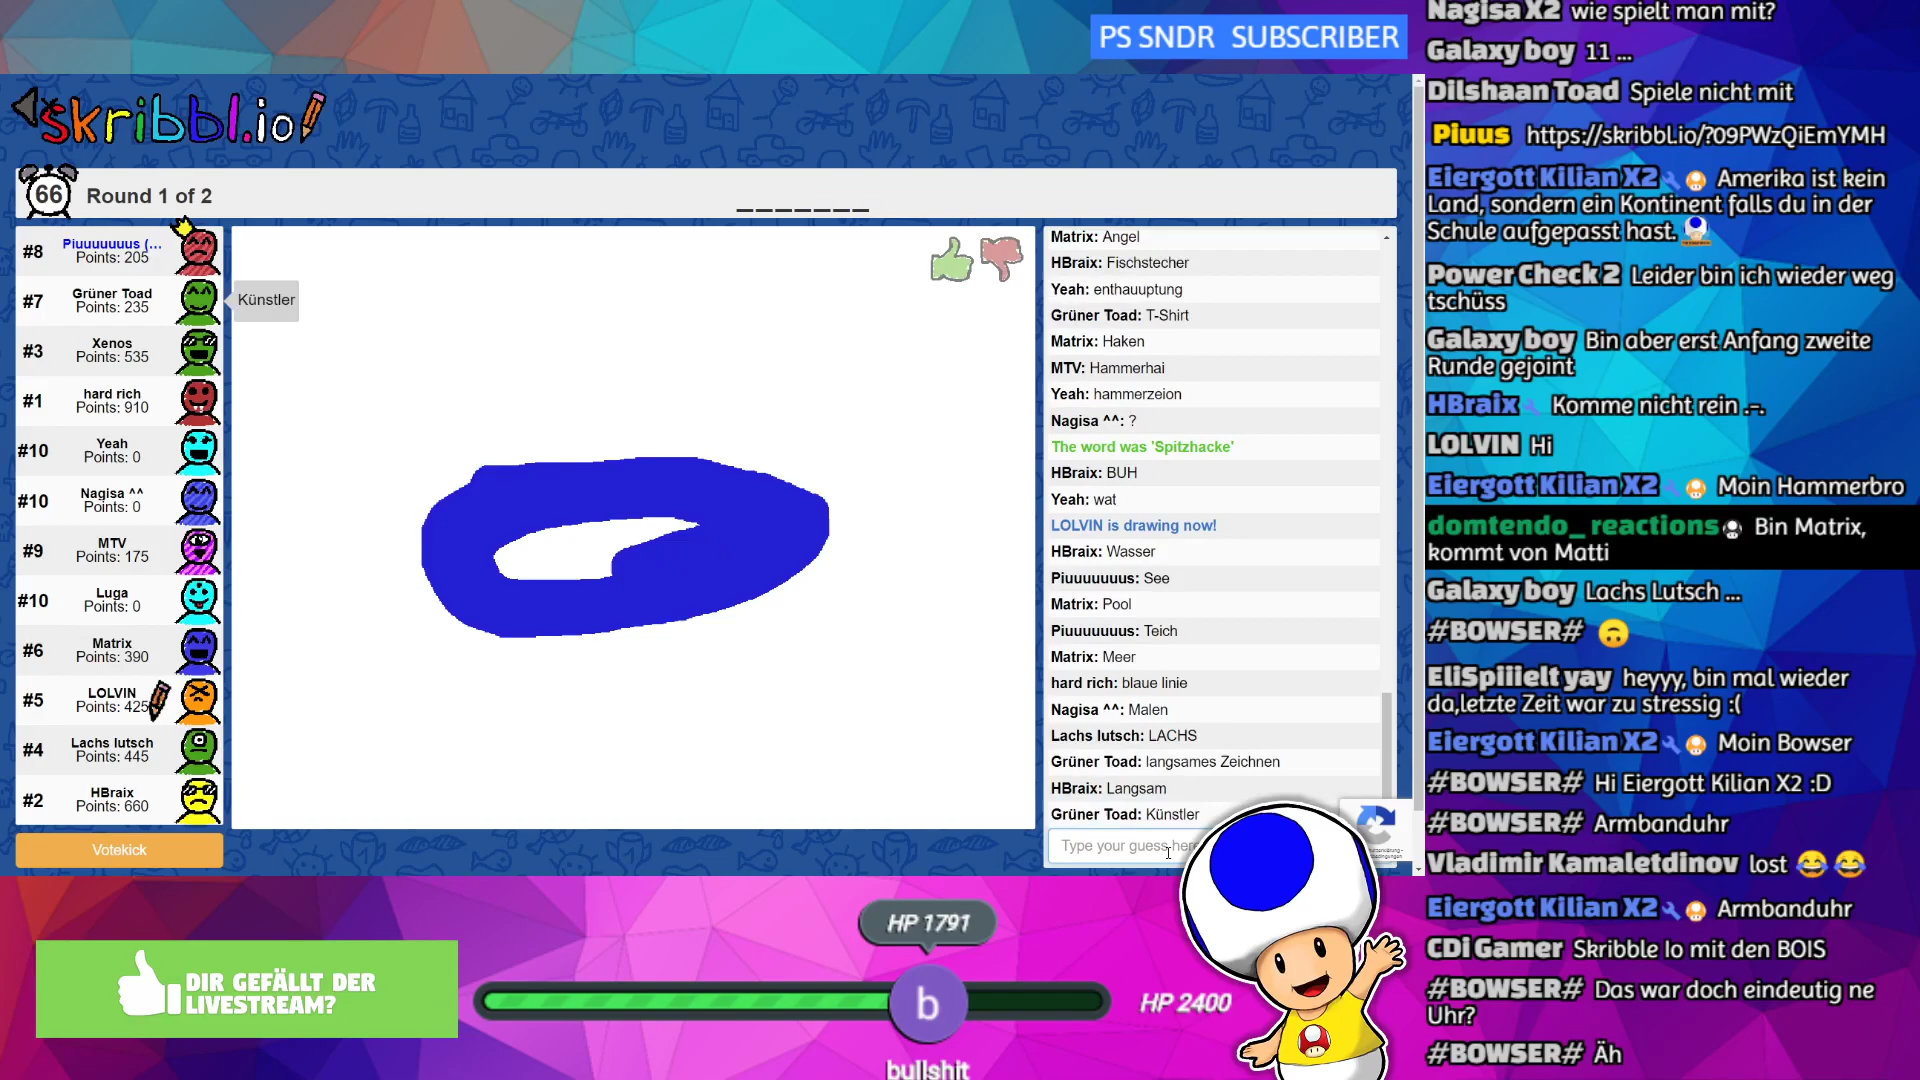 PS SNDR SUBSCRIBER
skribbl.io
66
Round 1 of 2
_______
#8 Piuuuuuuus (...
Points: 205
#7 Grüner Toad
Points: 235
Künstler
#3 Xenos
Points: 535
#1 hard rich
Points: 910
#10 Yeah
Points: 0
#10 Nagisa ^^
Points: 0
#9 MTV
Points: 175
#10 Luga
Points: 0
#6 Matrix
Points: 390
#5 LOLVIN
Points: 425
#4 Lachs lutsch
Points: 445
#2 HBraix
Points: 660
Votekick
Matrix: Angel
HBraix: Fischstecher
Yeah: enthauuptung
Grüner Toad: T-Shirt
Matrix: Haken
MTV: Hammerhai
Yeah: hammerzeion
Nagisa ^^: ?
The word was 'Spitzhacke'
HBraix: BUH
Yeah: wat
LOLVIN is drawing now!
HBraix: Wasser
Piuuuuuuus: See
Matrix: Pool
Piuuuuuuus: Teich
Matrix: Meer
hard rich: blaue linie
Nagisa ^^: Malen
Lachs lutsch: LACHS
Grüner Toad: langsames Zeichnen
HBraix: Langsam
Grüner Toad: Künstler
Type your guess here
Nagisa X2 wie spielt man mit?
Galaxy boy 11 ...
Dilshaan Toad Spiele nicht mit
Piuus https://skribbl.io/?09PWzQiEmYMH
Eiergott Kilian X2 Amerika ist kein
Land, sondern ein Kontinent falls du in der
Schule aufgepasst hast.
Power Check 2 Leider bin ich wieder weg
tschüss
Galaxy boy Bin aber erst Anfang zweite
Runde gejoint
HBraix Komme nicht rein .-.
LOLVIN Hi
Eiergott Kilian X2 Moin Hammerbro
domtendo_reactions Bin Matrix,
kommt von Matti
Galaxy boy Lachs Lutsch ...
#BOWSER# 🙃
EliSpiiielt yay heyyy, bin mal wieder
da,letzte Zeit war zu stressig :(
Eiergott Kilian X2 Moin Bowser
#BOWSER# Hi Eiergott Kilian X2 :D
#BOWSER# Armbanduhr
Vladimir Kamaletdinov lost 😂 😂
Eiergott Kilian X2 Armbanduhr
CDi Gamer Skribble Io mit den BOIS
#BOWSER# Das war doch eindeutig ne
Uhr?
#BOWSER# Äh
DIR GEFÄLLT DER
LIVESTREAM?
HP 1791
b
HP 2400
bullshit